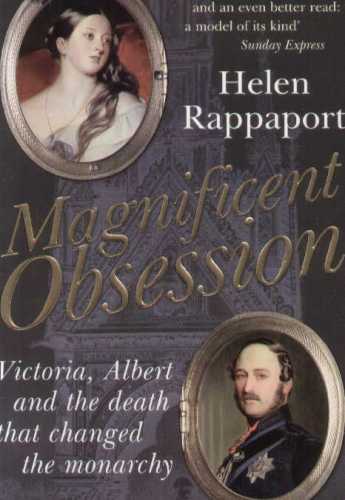 and an even better read:
a model of its kind'
Sunday Express
Helen
Rappaport
Magnificent
Obsession
Victoria, Albert
and the death
that changed
the monarchy